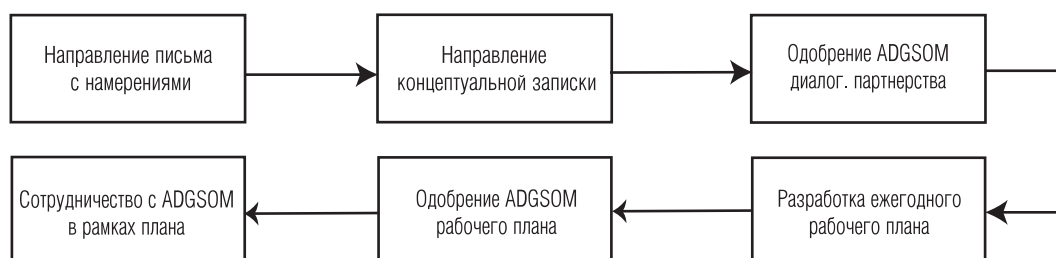 Направление письма
с намерениями
Направление
концептуальной записки
Одобрение ADGSOM
диалог. партнерства
Разработка ежегодного
рабочего плана
Одобрение ADGSOM
рабочего плана
Сотрудничество с ADGSOM
в рамках плана